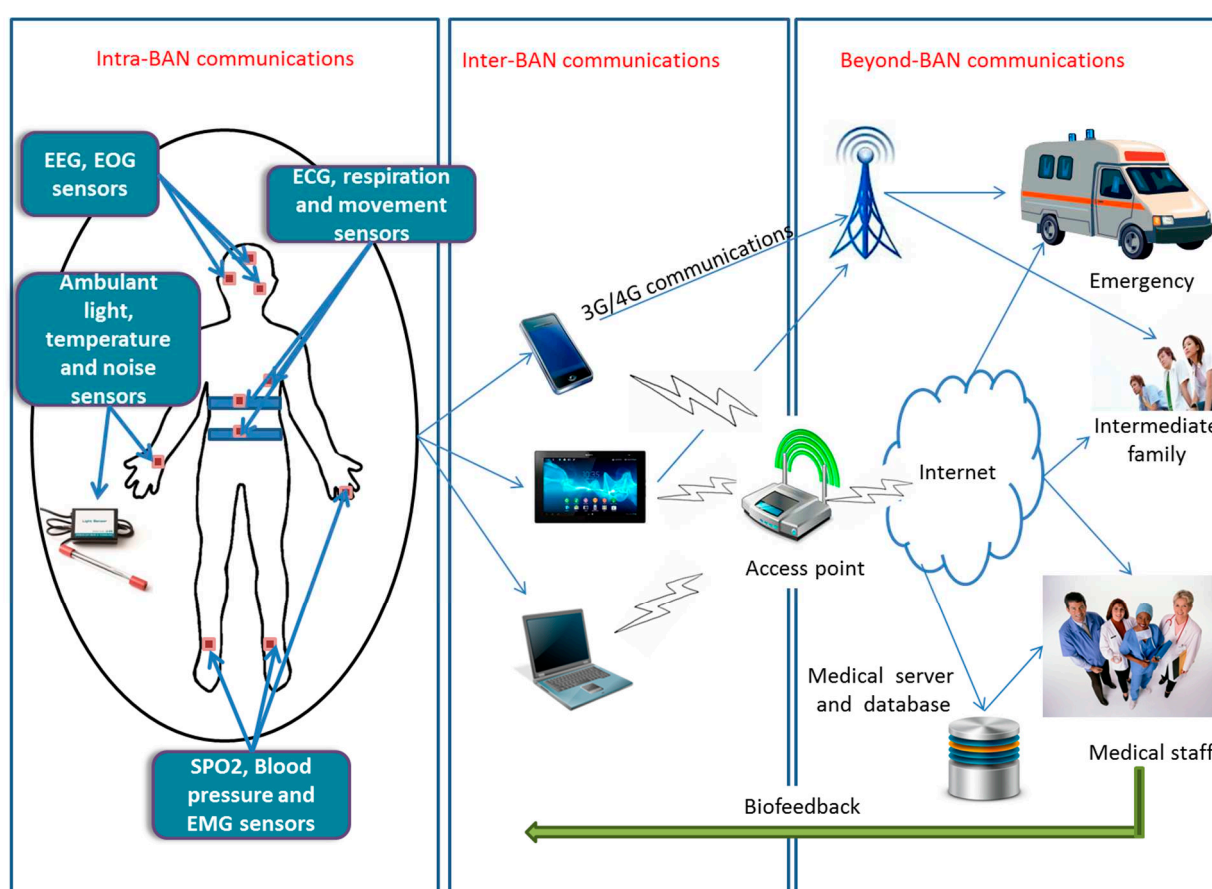 Intra-BAN communications
Inter-BAN communications
Beyond-BAN communications
EEG, EOG
sensors
ECG, respiration
and movement
sensors
Ambulant
light,
temperature
and noise
sensors
SPO2, Blood
pressure and
EMG sensors
Light Sensor
3G/4G communications
Access point
Internet
Emergency
Intermediate
family
Medical server
and database
Medical staff
Biofeedback